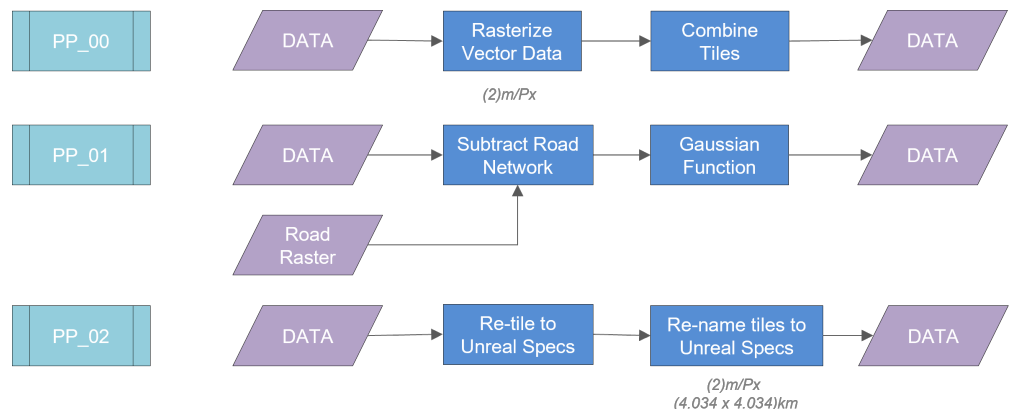 PP_00
DATA
Rasterize
Vector Data
Combine
Tiles
DATA
(2)m/Px
PP_01
DATA
Subtract Road
Network
Gaussian
Function
DATA
Road
Raster
PP_02
DATA
Re-tile to
Unreal Specs
Re-name tiles to
Unreal Specs
DATA
(2)m/Px
(4.034 x 4.034)km